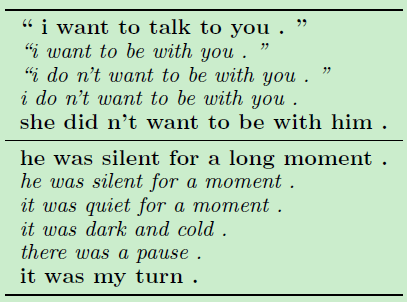 “ i want to talk to you . ”
“i want to be with you . ”
“i do n’t want to be with you . ”
i do n’t want to be with you .
she did n’t want to be with him .
he was silent for a long moment .
he was silent for a moment .
it was quiet for a moment .
it was dark and cold .
there was a pause .
it was my turn .